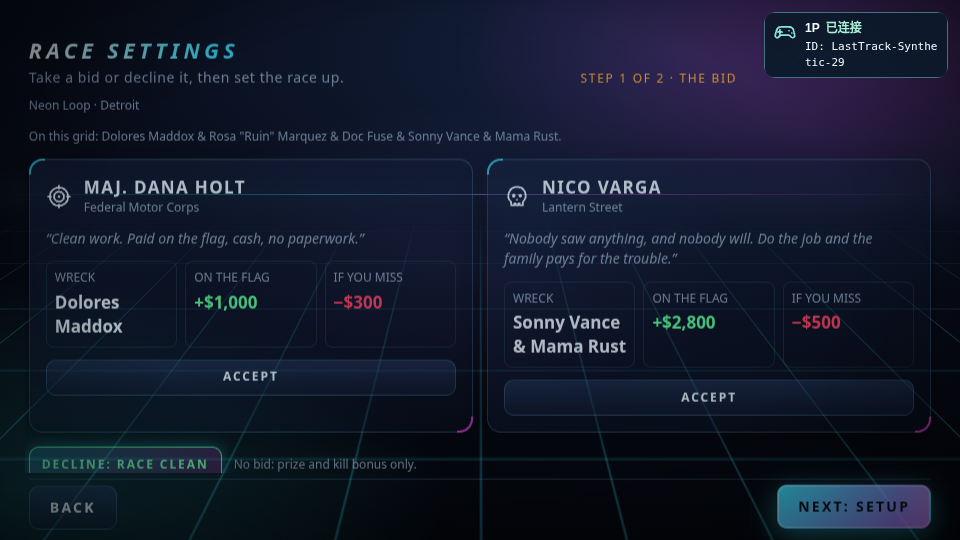 RACE SETTINGS
Take a bid or decline it, then set the race up.
STEP 1 OF 2 · THE BID
1P 已连接
ID: LastTrack-Synthe
tic-29
Neon Loop · Detroit
On this grid: Dolores Maddox & Rosa "Ruin" Marquez & Doc Fuse & Sonny Vance & Mama Rust.
MAJ. DANA HOLT
Federal Motor Corps
“Clean work. Paid on the flag, cash, no paperwork.”
WRECK
Dolores
Maddox
ON THE FLAG
+$1,000
IF YOU MISS
−$300
ACCEPT
NICO VARGA
Lantern Street
“Nobody saw anything, and nobody will. Do the job and the
family pays for the trouble.”
WRECK
Sonny Vance
& Mama Rust
ON THE FLAG
+$2,800
IF YOU MISS
−$500
ACCEPT
DECLINE: RACE CLEAN
No bid: prize and kill bonus only.
BACK
NEXT: SETUP